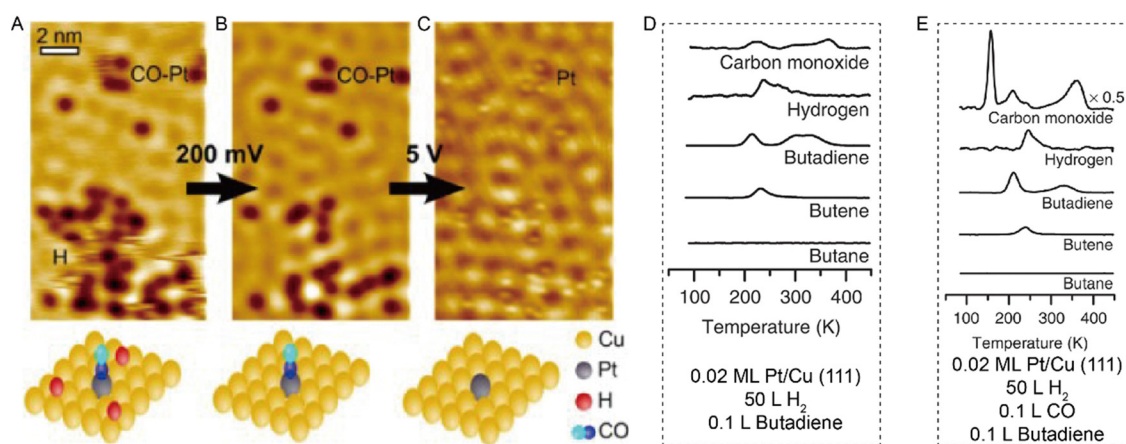 A
2 nm
CO-Pt
H
200 mV
B
CO-Pt
5 V
C
Pt
Cu
Pt
H
CO
D
Carbon monoxide
Hydrogen
Butadiene
Butene
Butane
100 200 300 400
Temperature (K)
0.02 ML Pt/Cu (111)
50 L H₂
0.1 L Butadiene
E
× 0.5
Carbon monoxide
Hydrogen
Butadiene
Butene
Butane
100 200 300 400
Temperature (K)
0.02 ML Pt/Cu (111)
50 L H₂
0.1 L CO
0.1 L Butadiene